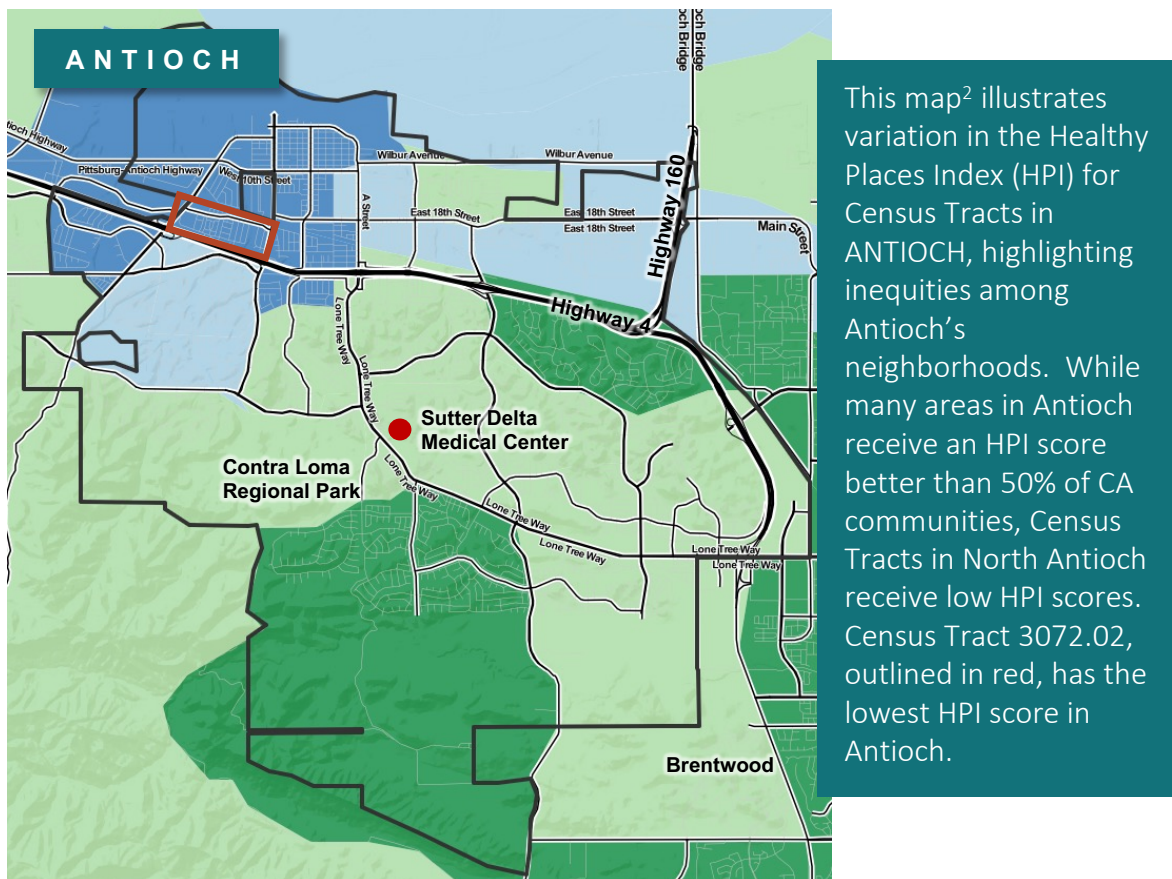 ANTIOCH
och Bridge
och Bridge
tioch Highway
Pittsburg-Antioch Highway
West 10th Street
Wilbur Avenue
Wilbur Avenue
A Street
East 18th Street
East 18th Street
East 18th Street
Main Street
Highway 160
Highway 4
Lone Tree Way
Lone Tree Way
Sutter Delta
Medical Center
Contra Loma
Regional Park
Lone Tree Way
Lone Tree Way
Lone Tree Way
Lone Tree Way
Lone Tree Way
Brentwood
This map² illustrates
variation in the Healthy
Places Index (HPI) for
Census Tracts in
ANTIOCH, highlighting
inequities among
Antioch’s
neighborhoods. While
many areas in Antioch
receive an HPI score
better than 50% of CA
communities, Census
Tracts in North Antioch
receive low HPI scores.
Census Tract 3072.02,
outlined in red, has the
lowest HPI score in
Antioch.